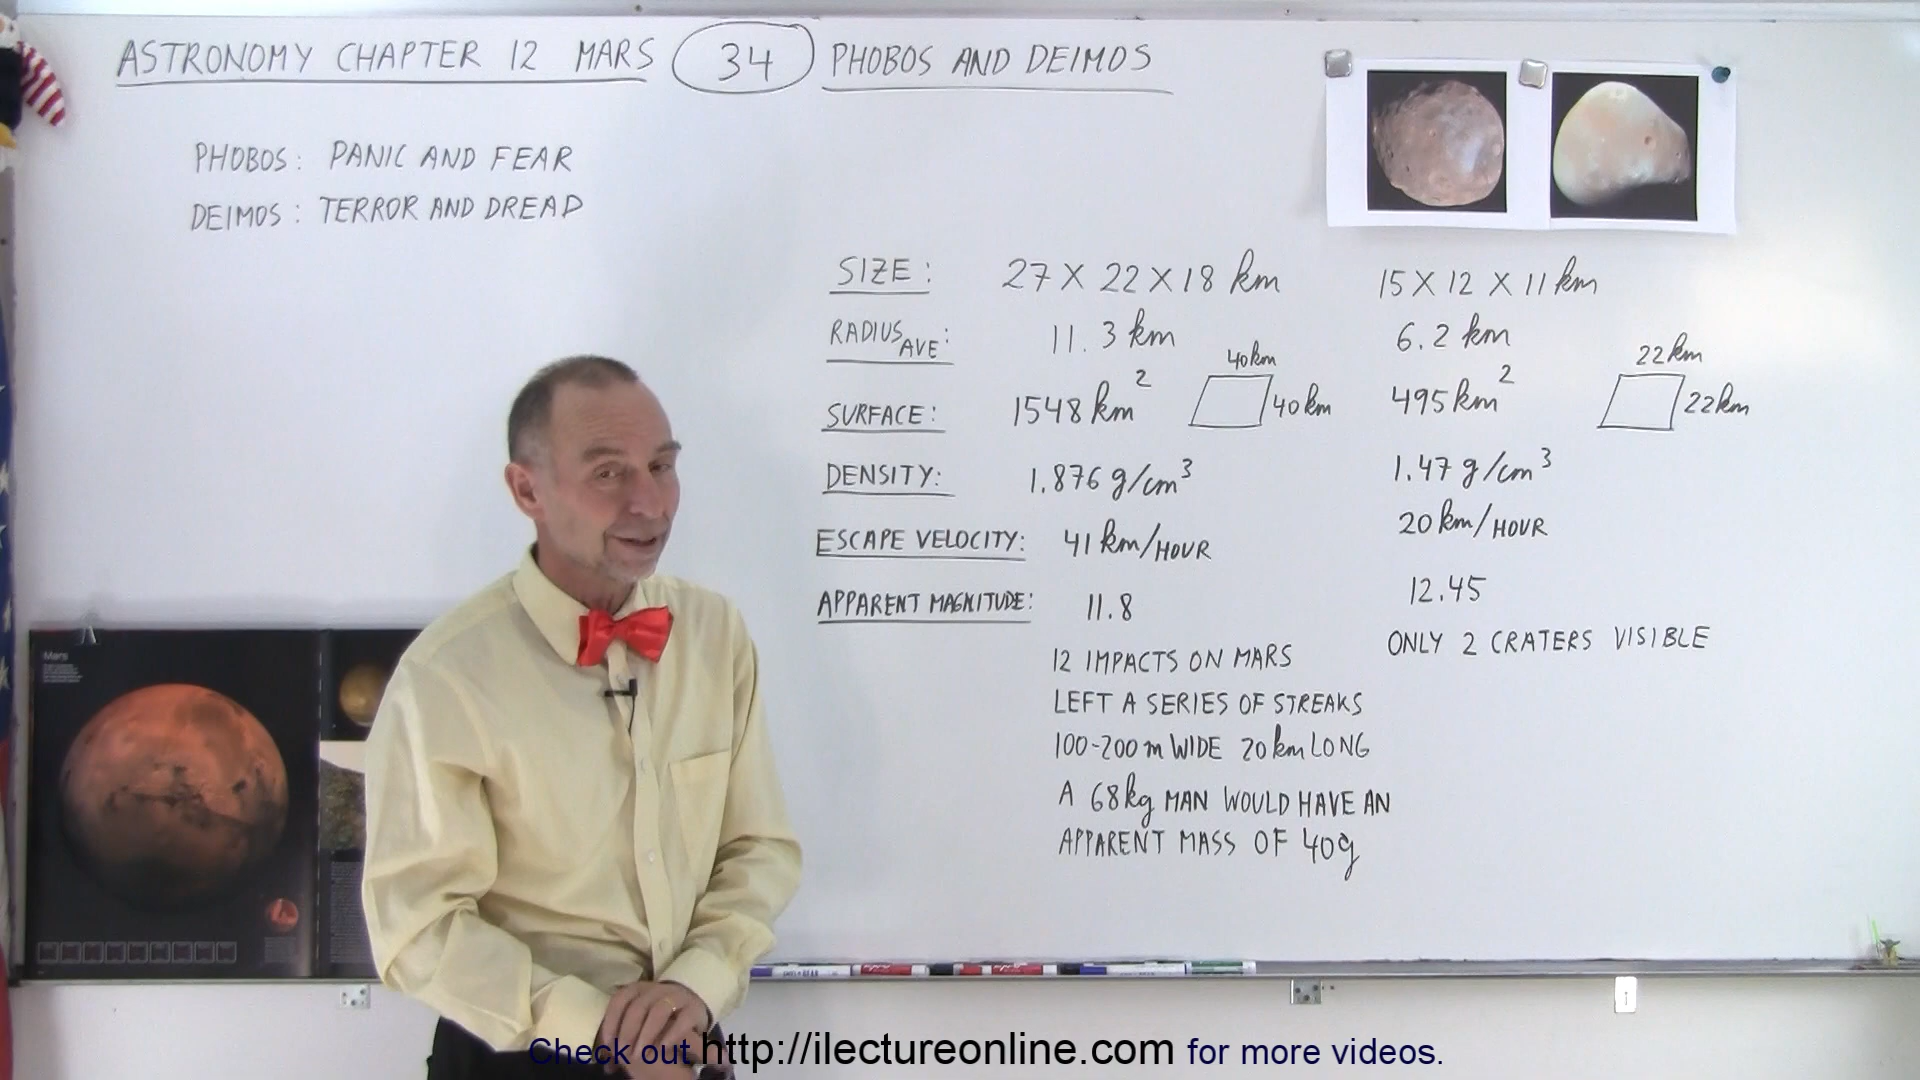 ASTRONOMY CHAPTER 12 MARS 34 PHOBOS AND DEIMOS
PHOBOS: PANIC AND FEAR
DEIMOS: TERROR AND DREAD
SIZE: 27 X 22 X 18 km 15 X 12 X 11 km
RADIUS AVE: 11.3 km 6.2 km
40km 22km
SURFACE: 1548 km² 40km 495 km² 22km
DENSITY: 1.876 g/cm³ 1.47 g/cm³
ESCAPE VELOCITY: 41 km/HOUR 20 km/HOUR
APPARENT MAGNITUDE: 11.8 12.45
12 IMPACTS ON MARS
LEFT A SERIES OF STREAKS
100-200 m WIDE 20 km LONG
A 68kg MAN WOULD HAVE AN
APPARENT MASS OF 40g
ONLY 2 CRATERS VISIBLE
Mars
Check out http://ilectureonline.com for more videos.